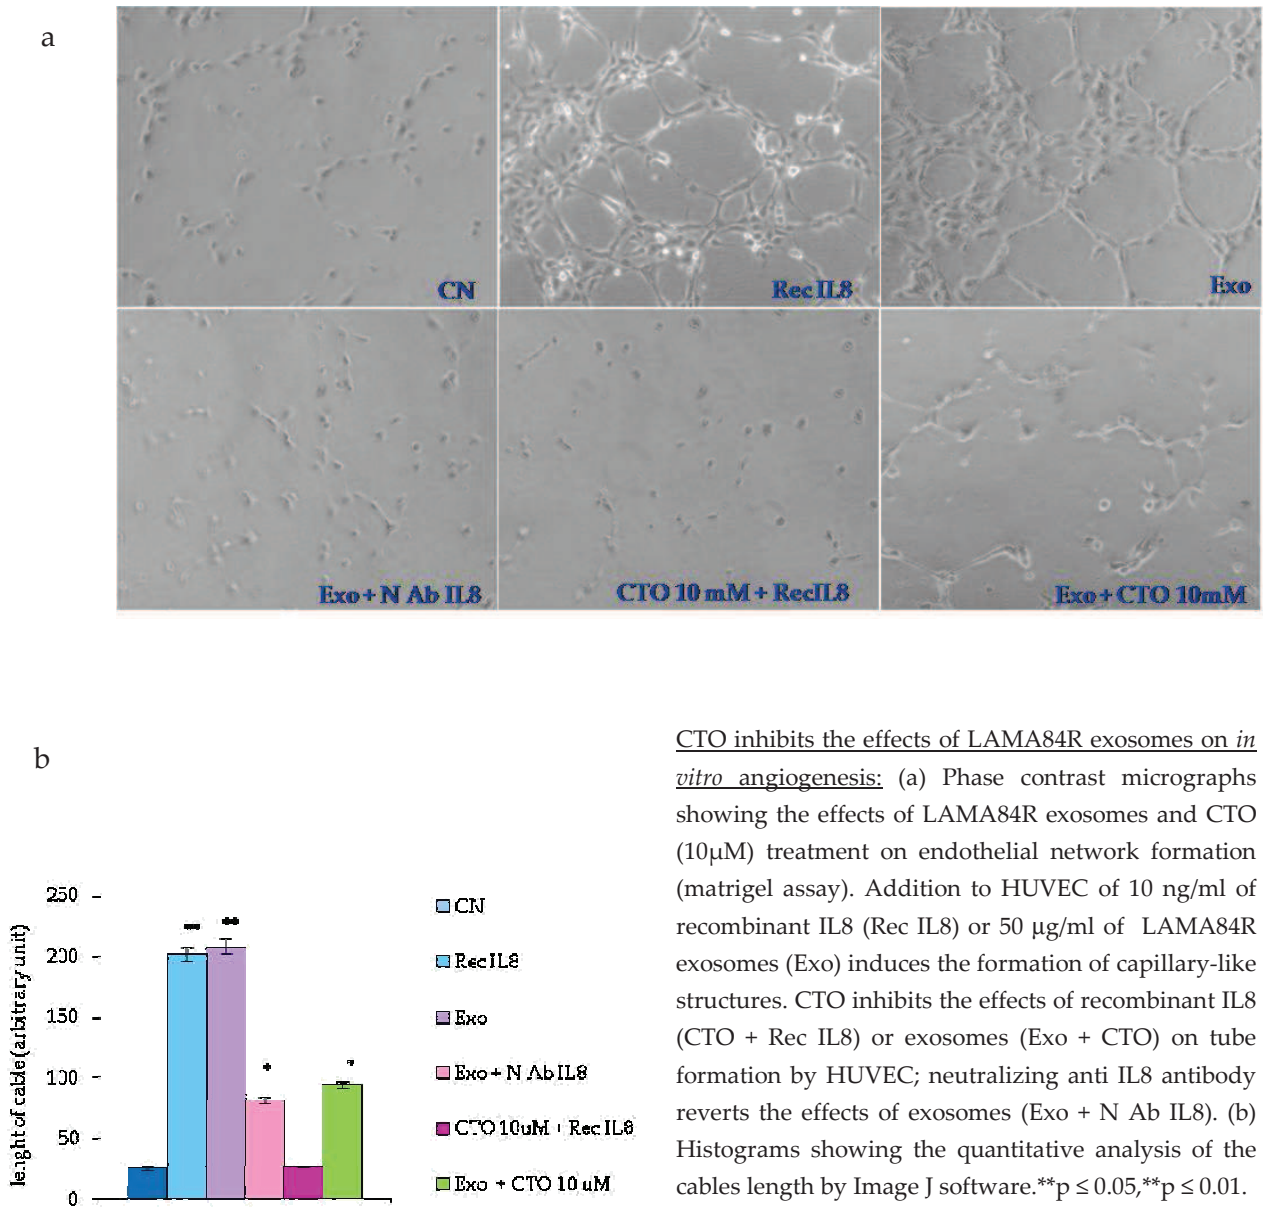 a
CN
Rec IL8
Exo
Exo + N Ab IL8
CTO 10 mM + RecIL8
Exo + CTO 10mM
b
lenght of cable (arbitrary unit)
250
200
150
100
50
0
**
**
*
*
CN
Rec IL8
Exo
Exo + N Ab IL8
CTO 10uM + Rec IL8
Exo + CTO 10 uM
CTO inhibits the effects of LAMA84R exosomes on in
vitro angiogenesis: (a) Phase contrast micrographs
showing the effects of LAMA84R exosomes and CTO
(10μM) treatment on endothelial network formation
(matrigel assay). Addition to HUVEC of 10 ng/ml of
recombinant IL8 (Rec IL8) or 50 μg/ml of LAMA84R
exosomes (Exo) induces the formation of capillary-like
structures. CTO inhibits the effects of recombinant IL8
(CTO + Rec IL8) or exosomes (Exo + CTO) on tube
formation by HUVEC; neutralizing anti IL8 antibody
reverts the effects of exosomes (Exo + N Ab IL8). (b)
Histograms showing the quantitative analysis of the
cables length by Image J software.**p ≤ 0.05,**p ≤ 0.01.